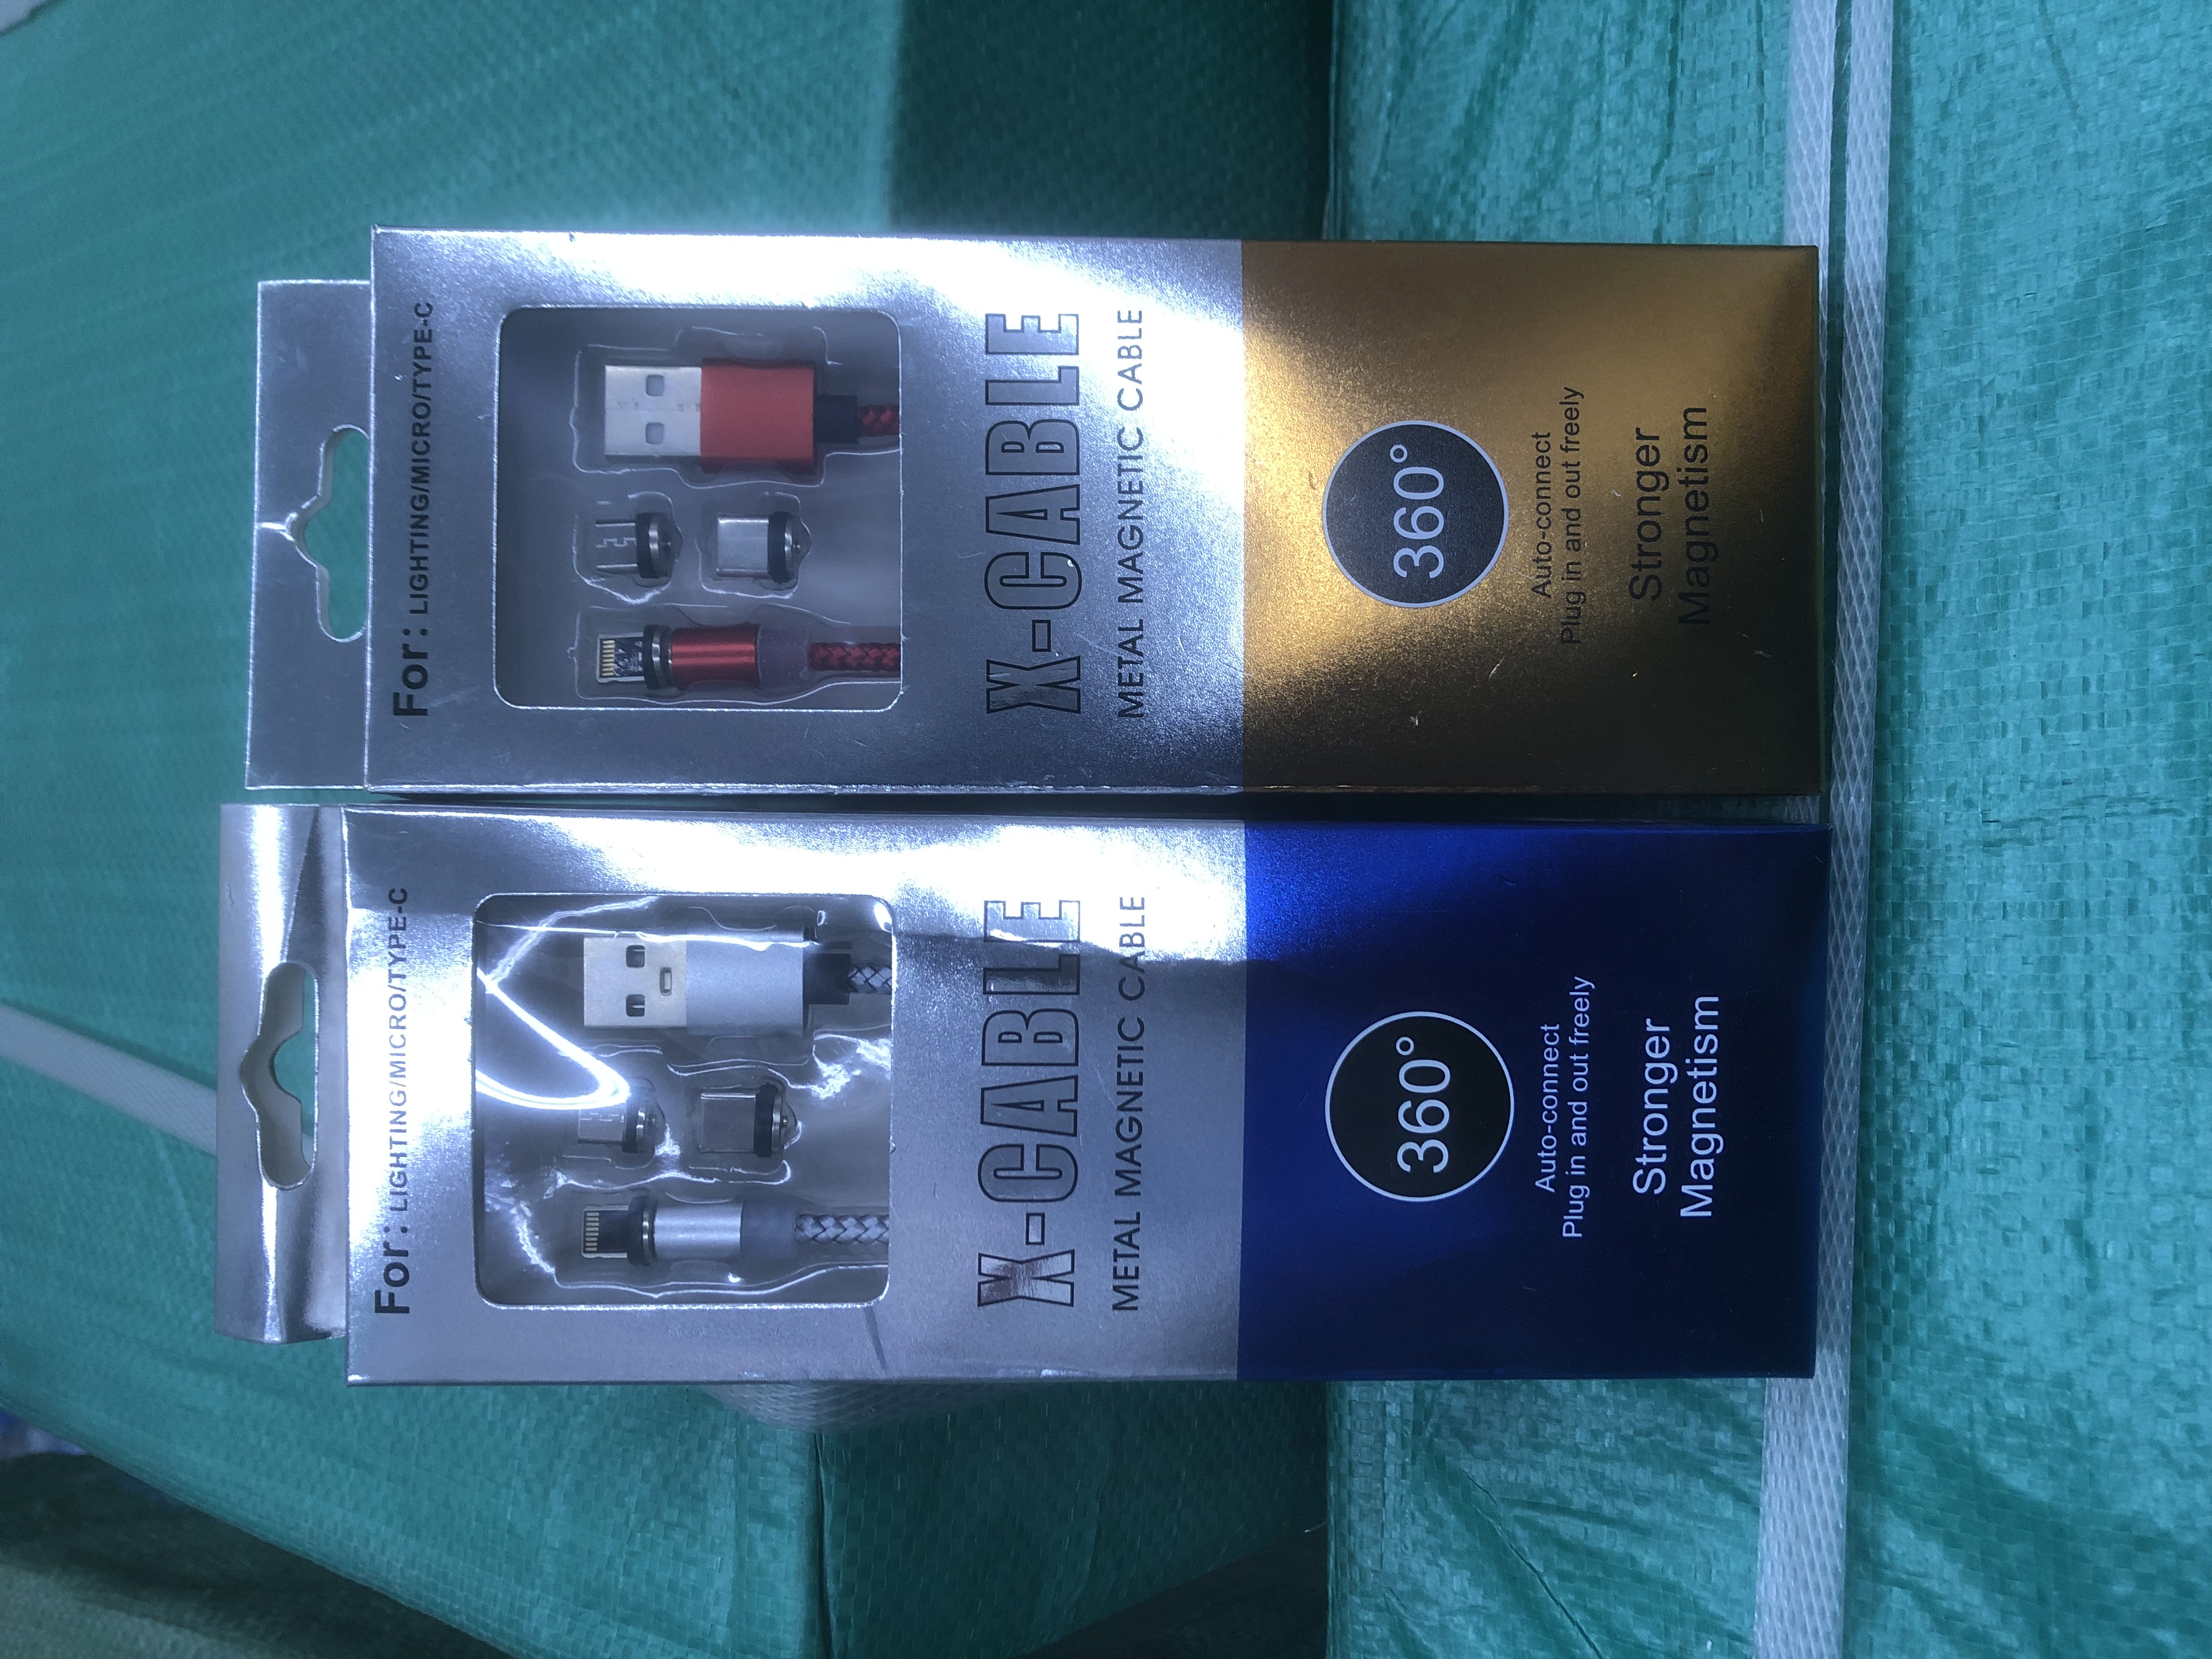 For: LIGHTING/MICRO/TYPE-C
X-CABLE
METAL MAGNETIC CABLE
360°
Auto-connect
Plug in and out freely
Stronger
Magnetism
For: LIGHTING/MICRO/TYPE-C
X-CABLE
METAL MAGNETIC CABLE
360°
Auto-connect
Plug in and out freely
Stronger
Magnetism